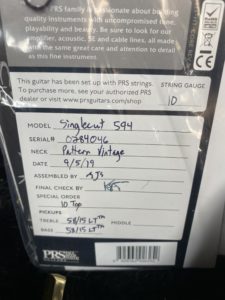 PRS family is passionate about building
quality instruments with uncompromised tone,
playability and beauty. Be sure to look for our
amplifier, acoustic, SE and cable lines, all made
with the same great care and attention to detail
as this fine instrument.
This guitar has been set up with PRS strings.
To purchase more, see your authorized PRS
dealer or visit www.prsguitars.com/shop
STRING GAUGE
10
MODEL Singlecut 594
SERIAL# 0284046
NECK Pattern Vintage
DATE 9/5/19
ASSEMBLED BY AJS
FINAL CHECK BY
SPECIAL ORDER
10 Top
PICKUPS
TREBLE 58/15 LT™ MIDDLE
BASS 58/15 LT™
PRS